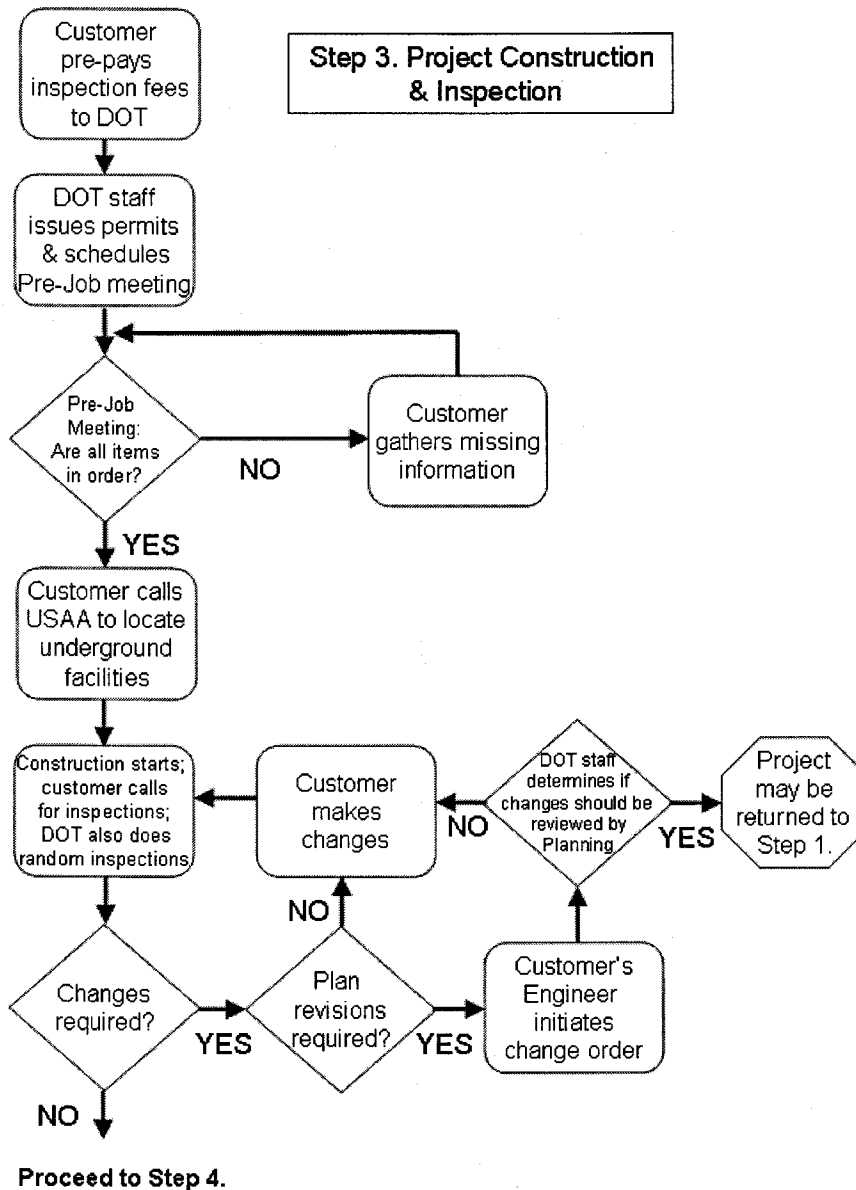 Customer
pre-pays
inspection fees
to DOT
Step 3. Project Construction
& Inspection
DOT staff
issues permits
& schedules
Pre-Job meeting
Pre-Job
Meeting:
Are all items
in order?
NO
Customer
gathers missing
information
YES
Customer calls
USAA to locate
underground
facilities
Construction starts;
customer calls
for inspections;
DOT also does
random inspections
Customer
makes
changes
NO
DOT staff
determines if
changes should be
reviewed by
Planning
YES
Project
may be
returned to
Step 1.
Changes
required?
YES
NO
Plan
revisions
required?
YES
Customer's
Engineer
initiates
change order
NO
Proceed to Step 4.